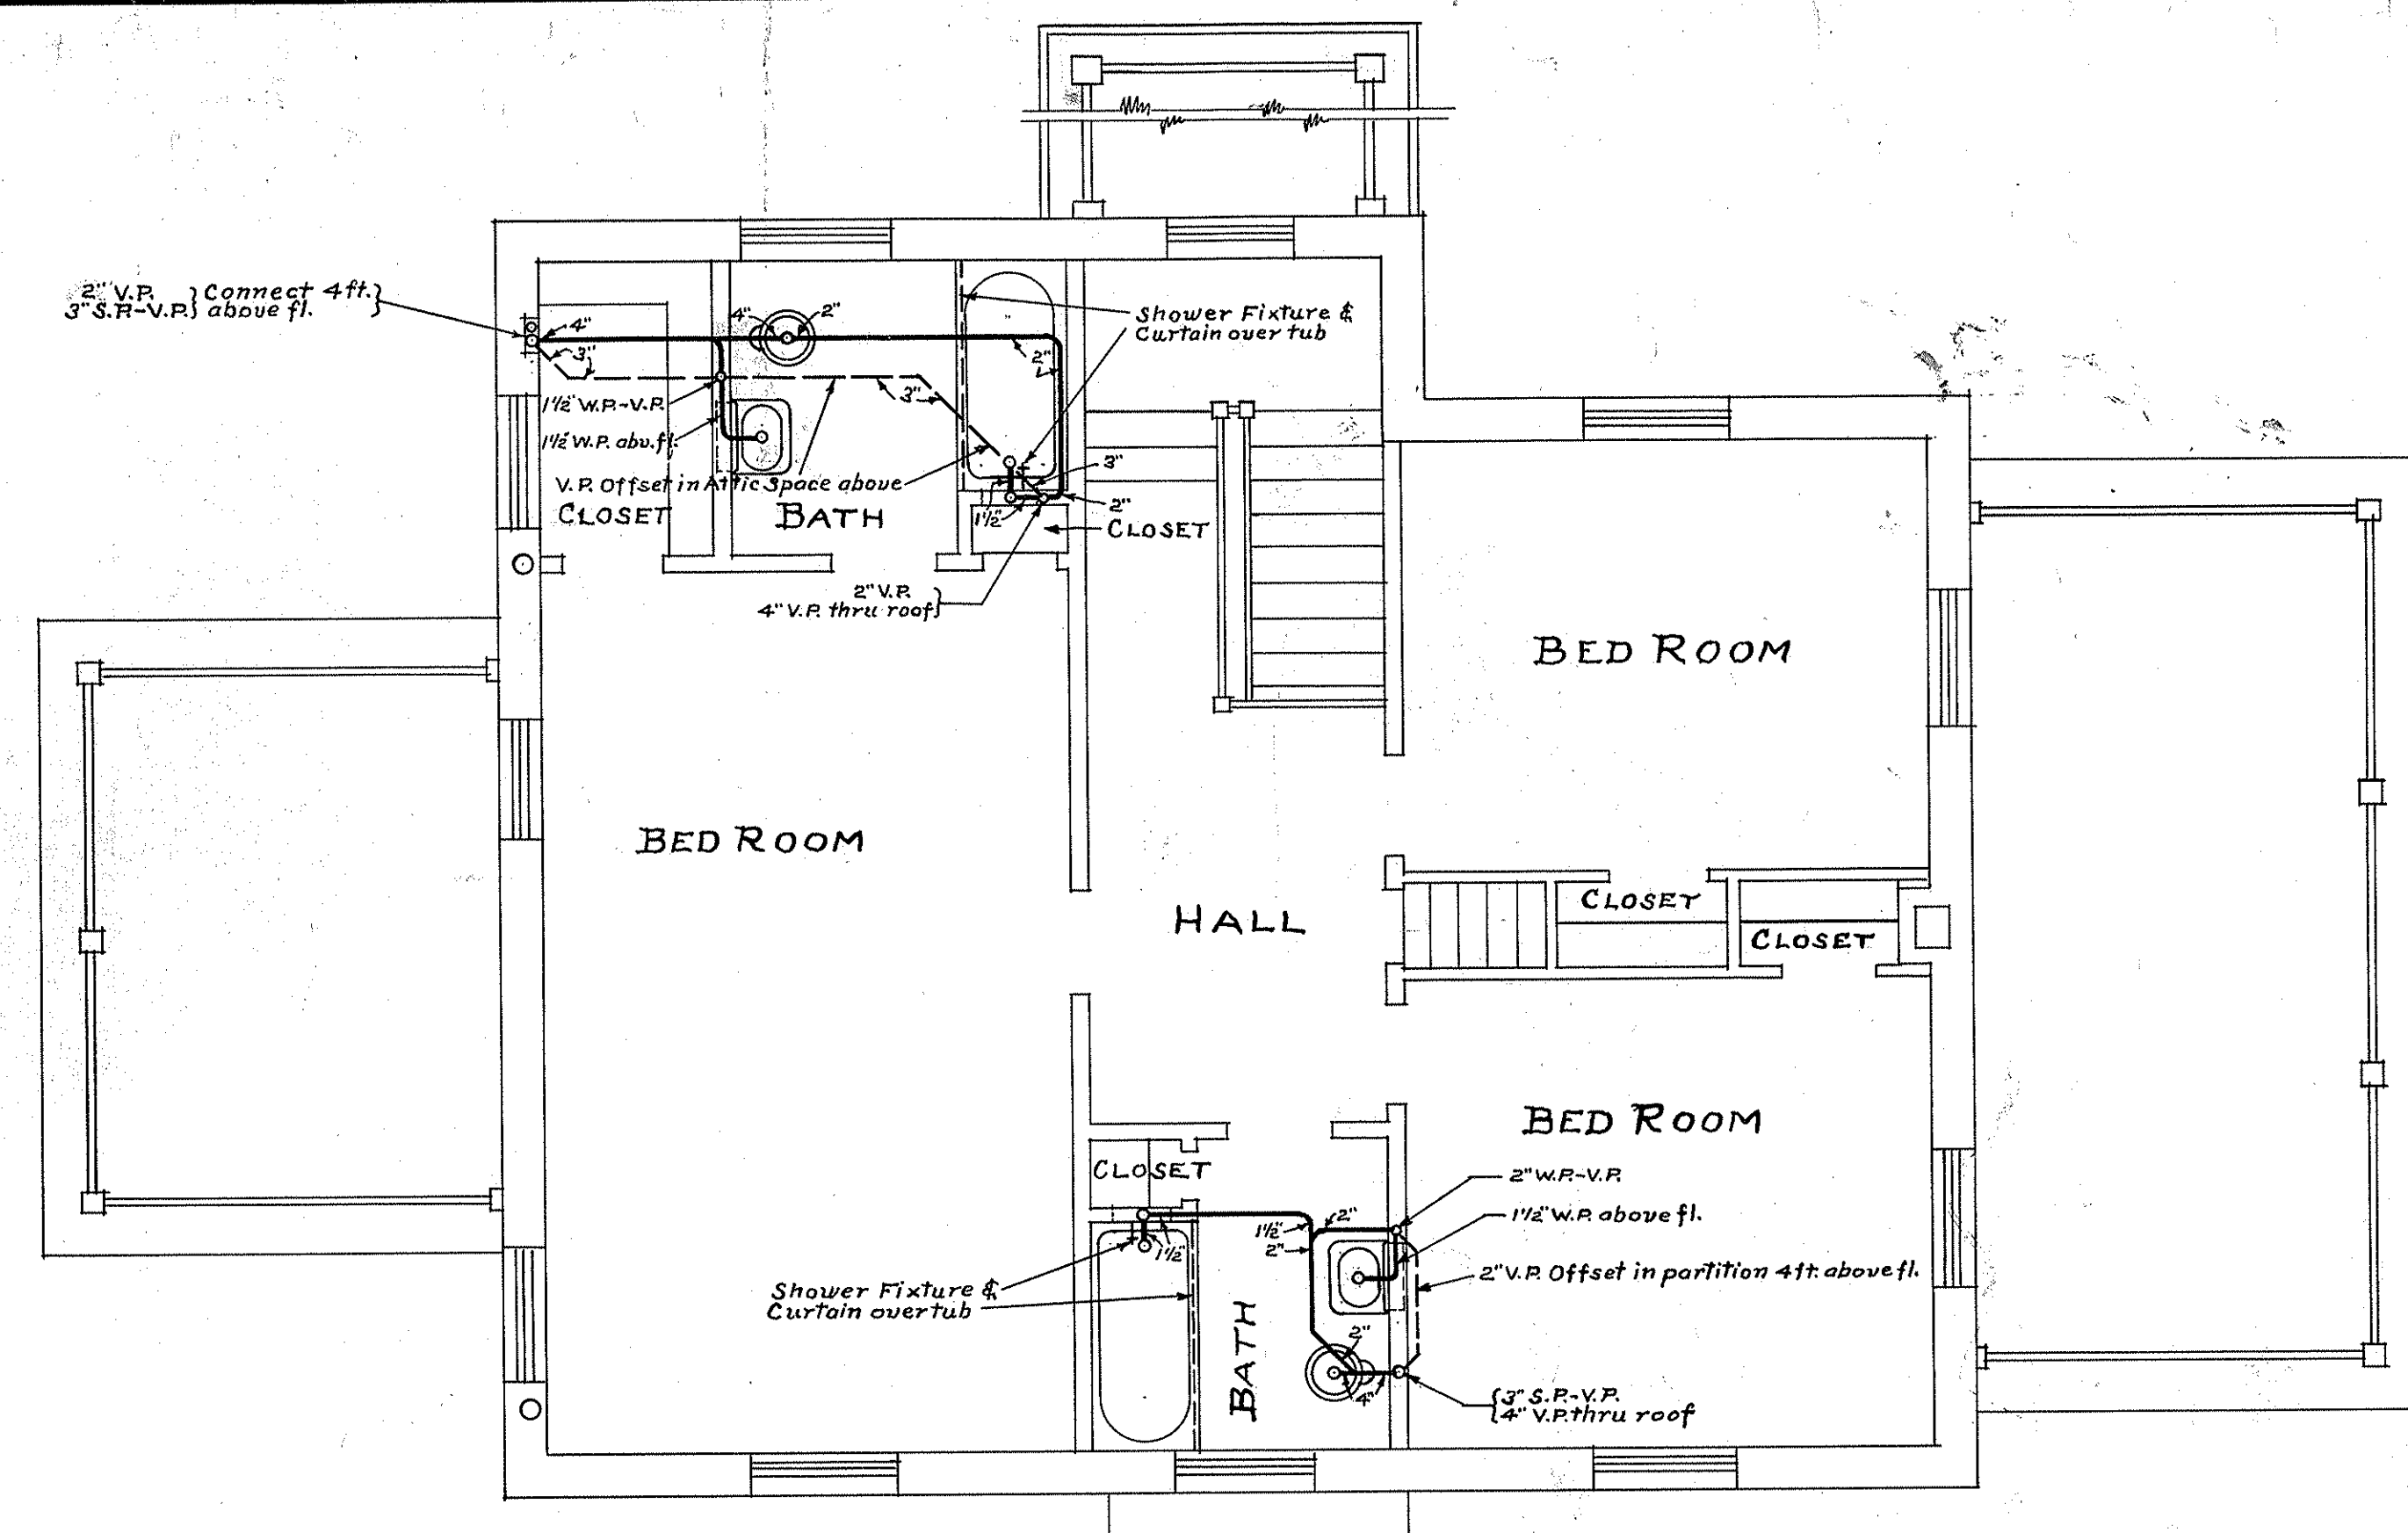 2" V.P. } Connect 4 ft. }
3" S.P.-V.P. } above fl.
4"
3"
4"
2"
2"
3"
Shower Fixture &
Curtain over tub
1½" W.P.-V.P.
1½" W.P. abv. fl.
V.P. Offset in Attic Space above
3"
2"
1½"
CLOSET
BATH
CLOSET
2" V.P.
4" V.P. thru roof }
BED ROOM
BED ROOM
HALL
CLOSET
CLOSET
BED ROOM
CLOSET
2" W.P.-V.P.
1½" W.P. above fl.
1½"
2"
2"
1½"
Shower Fixture &
Curtain over tub
2" V.P. Offset in partition 4 ft. above fl.
BATH
2"
4"
{ 3" S.P.-V.P.
4" V.P. thru roof